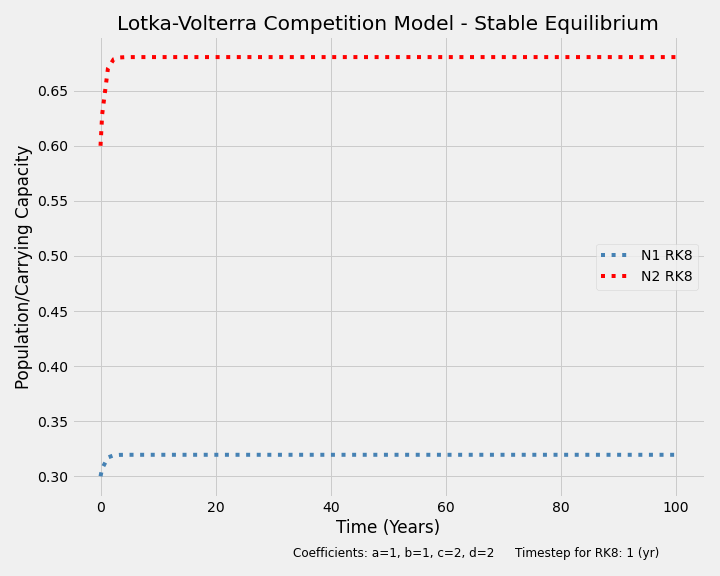 Lotka-Volterra Competition Model - Stable Equilibrium
Population/Carrying Capacity
0.65
0.60
0.55
0.50
0.45
0.40
0.35
0.30
N1 RK8
N2 RK8
0 20 40 60 80 100
Time (Years)
Coefficients: a=1, b=1, c=2, d=2 Timestep for RK8: 1 (yr)